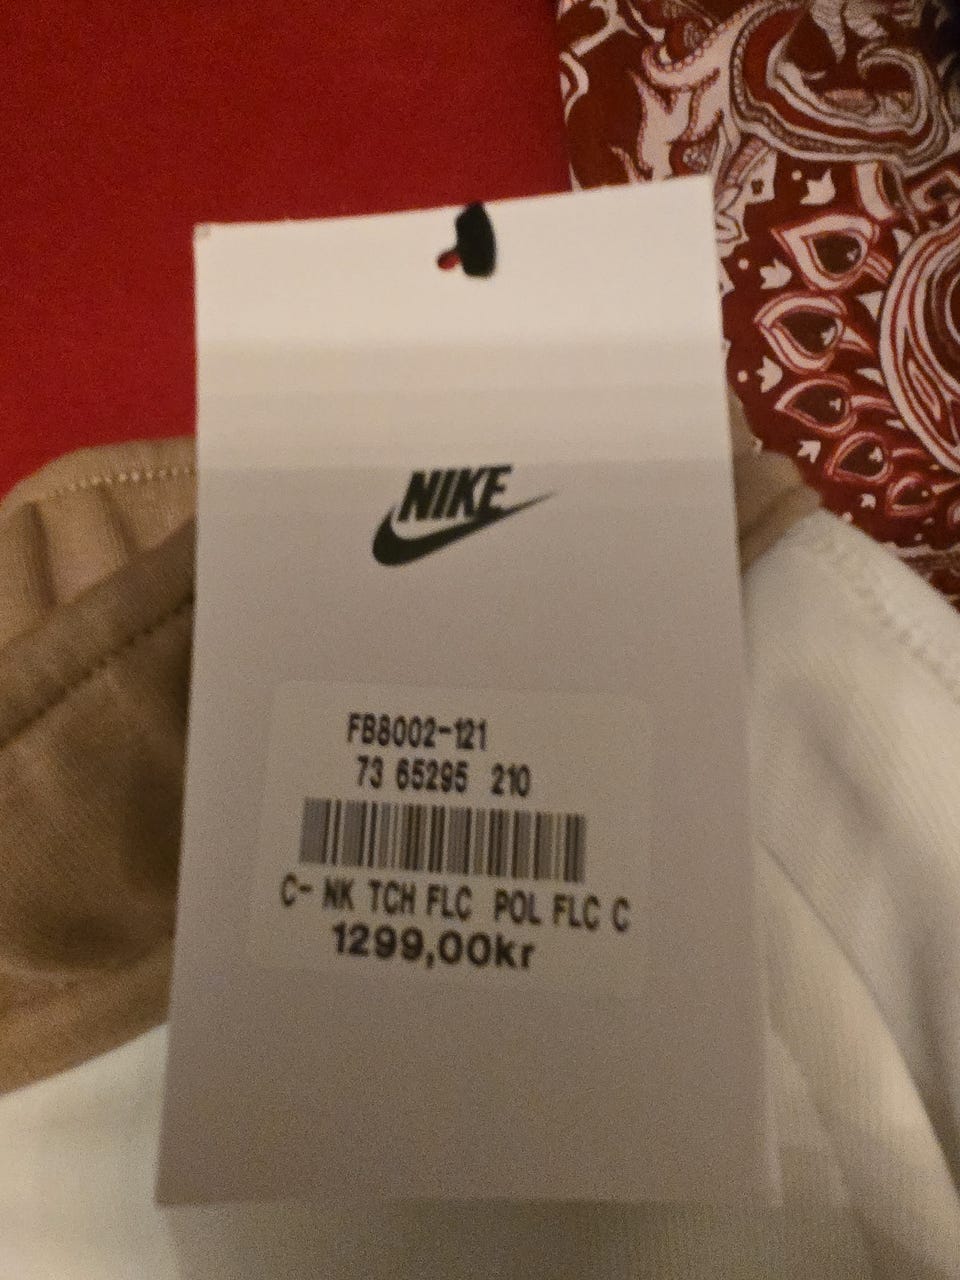 NIKE
FB8002-121
73 65295 210
C- NK TCH FLC POL FLC C
1299,00kr